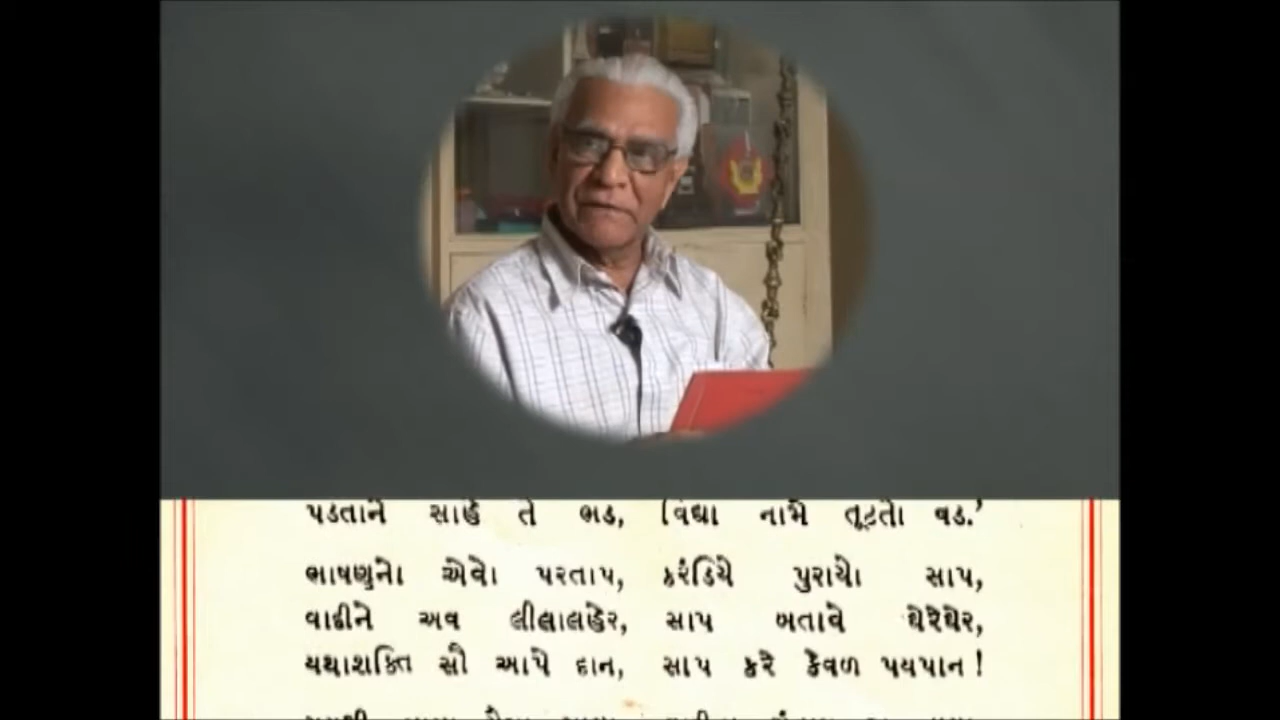 પડતાને સાહે તે ભડ, વિદ્યા નામે તૂટતો વડ.'
ભાષણનો એવો પરતાપ, કરંડિયે પુરાયો સાપ,
વાદીને અવ લીલાલહેર, સાપ બતાવે ઘેરેઘેર,
યથાશક્તિ સૌ આપે દાન, સાપ કરે કેવળ પયપાન !